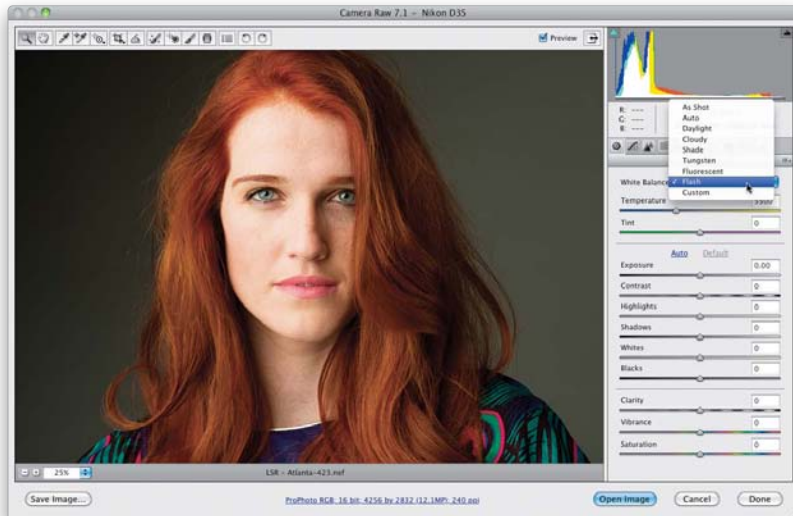 Camera Raw 7.1 - Nikon D3S
Preview
R: ---
G: ---
B: ---
As Shot
Auto
Daylight
Cloudy
Shade
Tungsten
Fluorescent
✓ Flash
Custom
White Balance
Temperature 5500
Tint 0
Auto Default
Exposure 0.00
Contrast 0
Highlights 0
Shadows 0
Whites 0
Blacks 0
Clarity 0
Vibrance 0
Saturation 0
25%
LSR - Atlanta-423.nef
Save Image...
ProPhoto RGB; 16 bit; 4256 by 2832 (12.1MP); 240 ppi
Open Image
Cancel
Done